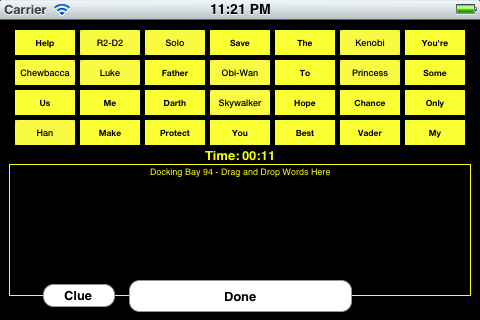 Carrier 11:21 PM
Help R2-D2 Solo Save The Kenobi You're
Chewbacca Luke Father Obi-Wan To Princess Some
Us Me Darth Skywalker Hope Chance Only
Han Make Protect You Best Vader My
Time: 00:11
Docking Bay 94 - Drag and Drop Words Here
Clue Done